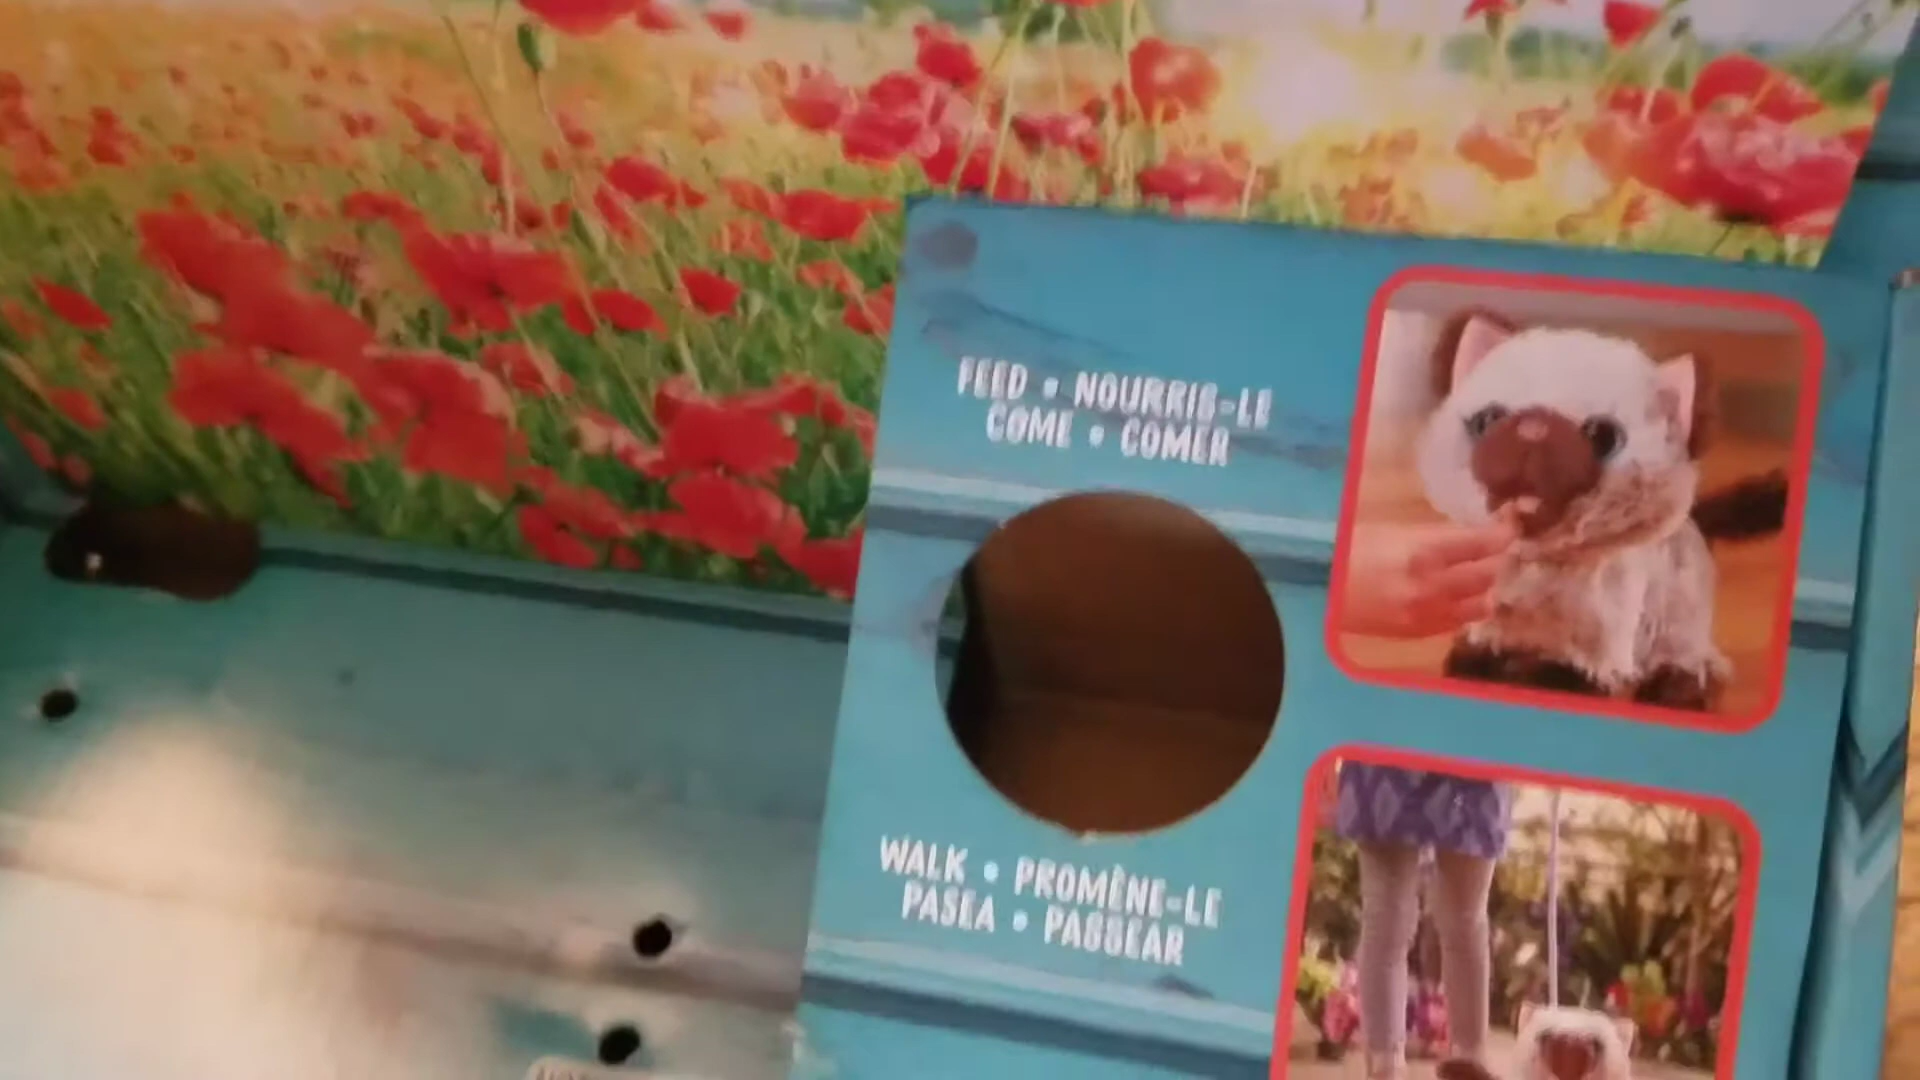 FEED • NOURRIS-LE
COME • COMER
WALK • PROMÈNE-LE
PASEA • PASSEAR